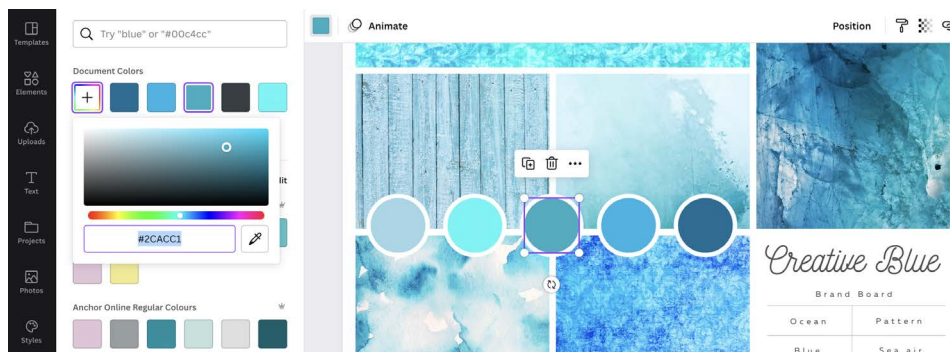 Templates
Elements
Uploads
Text
Projects
Photos
Styles
Try "blue" or "#00c4cc"
Document Colors
#2CACC1
Anchor Online Regular Colours
Animate
Position
Creative Blue
Brand Board
Ocean
Pattern
Blue
Sea air